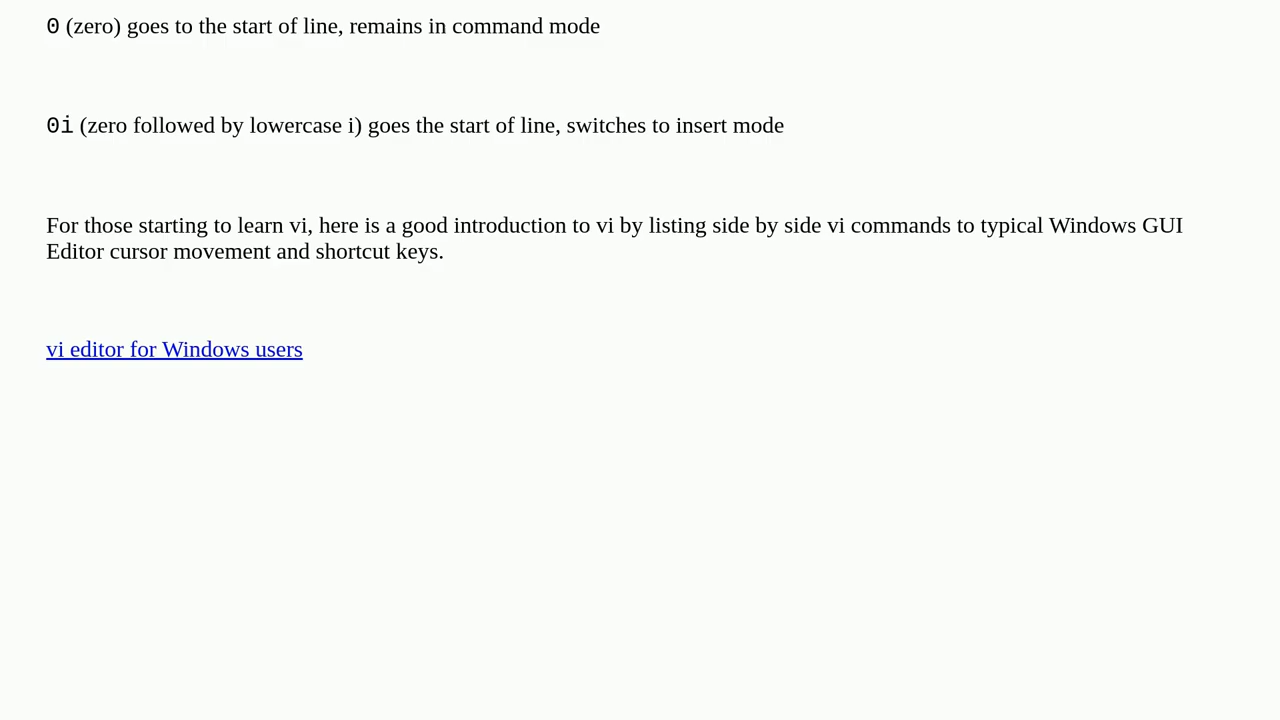 0 (zero) goes to the start of line, remains in command mode
0i (zero followed by lowercase i) goes the start of line, switches to insert mode
For those starting to learn vi, here is a good introduction to vi by listing side by side vi commands to typical Windows GUI
Editor cursor movement and shortcut keys.
vi editor for Windows users